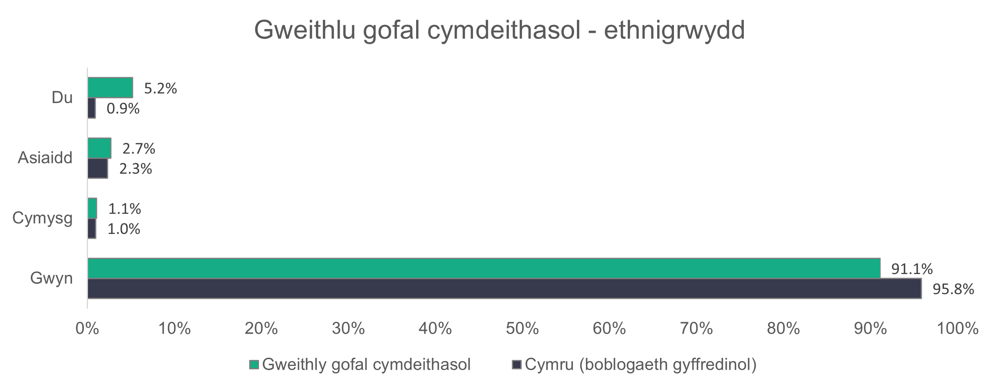 Gweithlu gofal cymdeithasol - ethnigrwydd
Du
5.2%
0.9%
Asiaidd
2.7%
2.3%
Cymysg
1.1%
1.0%
Gwyn
91.1%
95.8%
0% 10% 20% 30% 40% 50% 60% 70% 80% 90% 100%
Gweithly gofal cymdeithasol Cymru (boblogaeth gyffredinol)